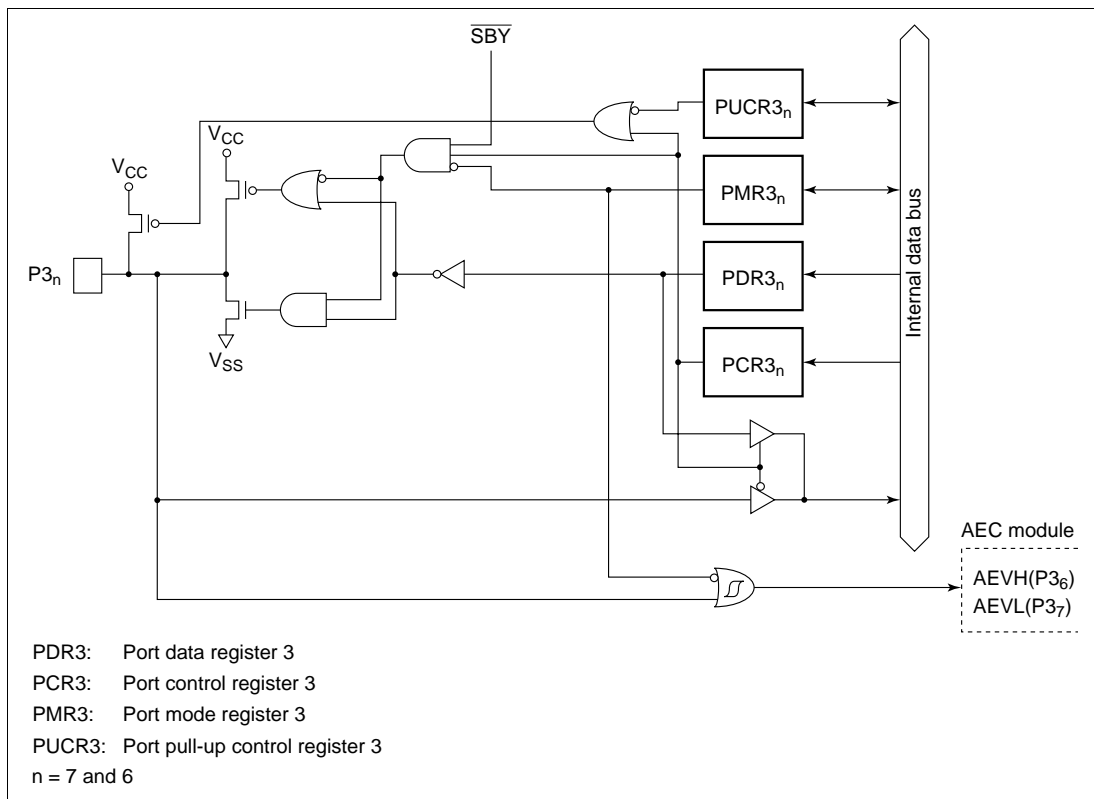 SBY
PUCR3n
VCC
VCC
PMR3n
P3n
PDR3n
Internal data bus
VSS
PCR3n
AEC module
AEVH(P36)
AEVL(P37)
PDR3: Port data register 3
PCR3: Port control register 3
PMR3: Port mode register 3
PUCR3: Port pull-up control register 3
n = 7 and 6